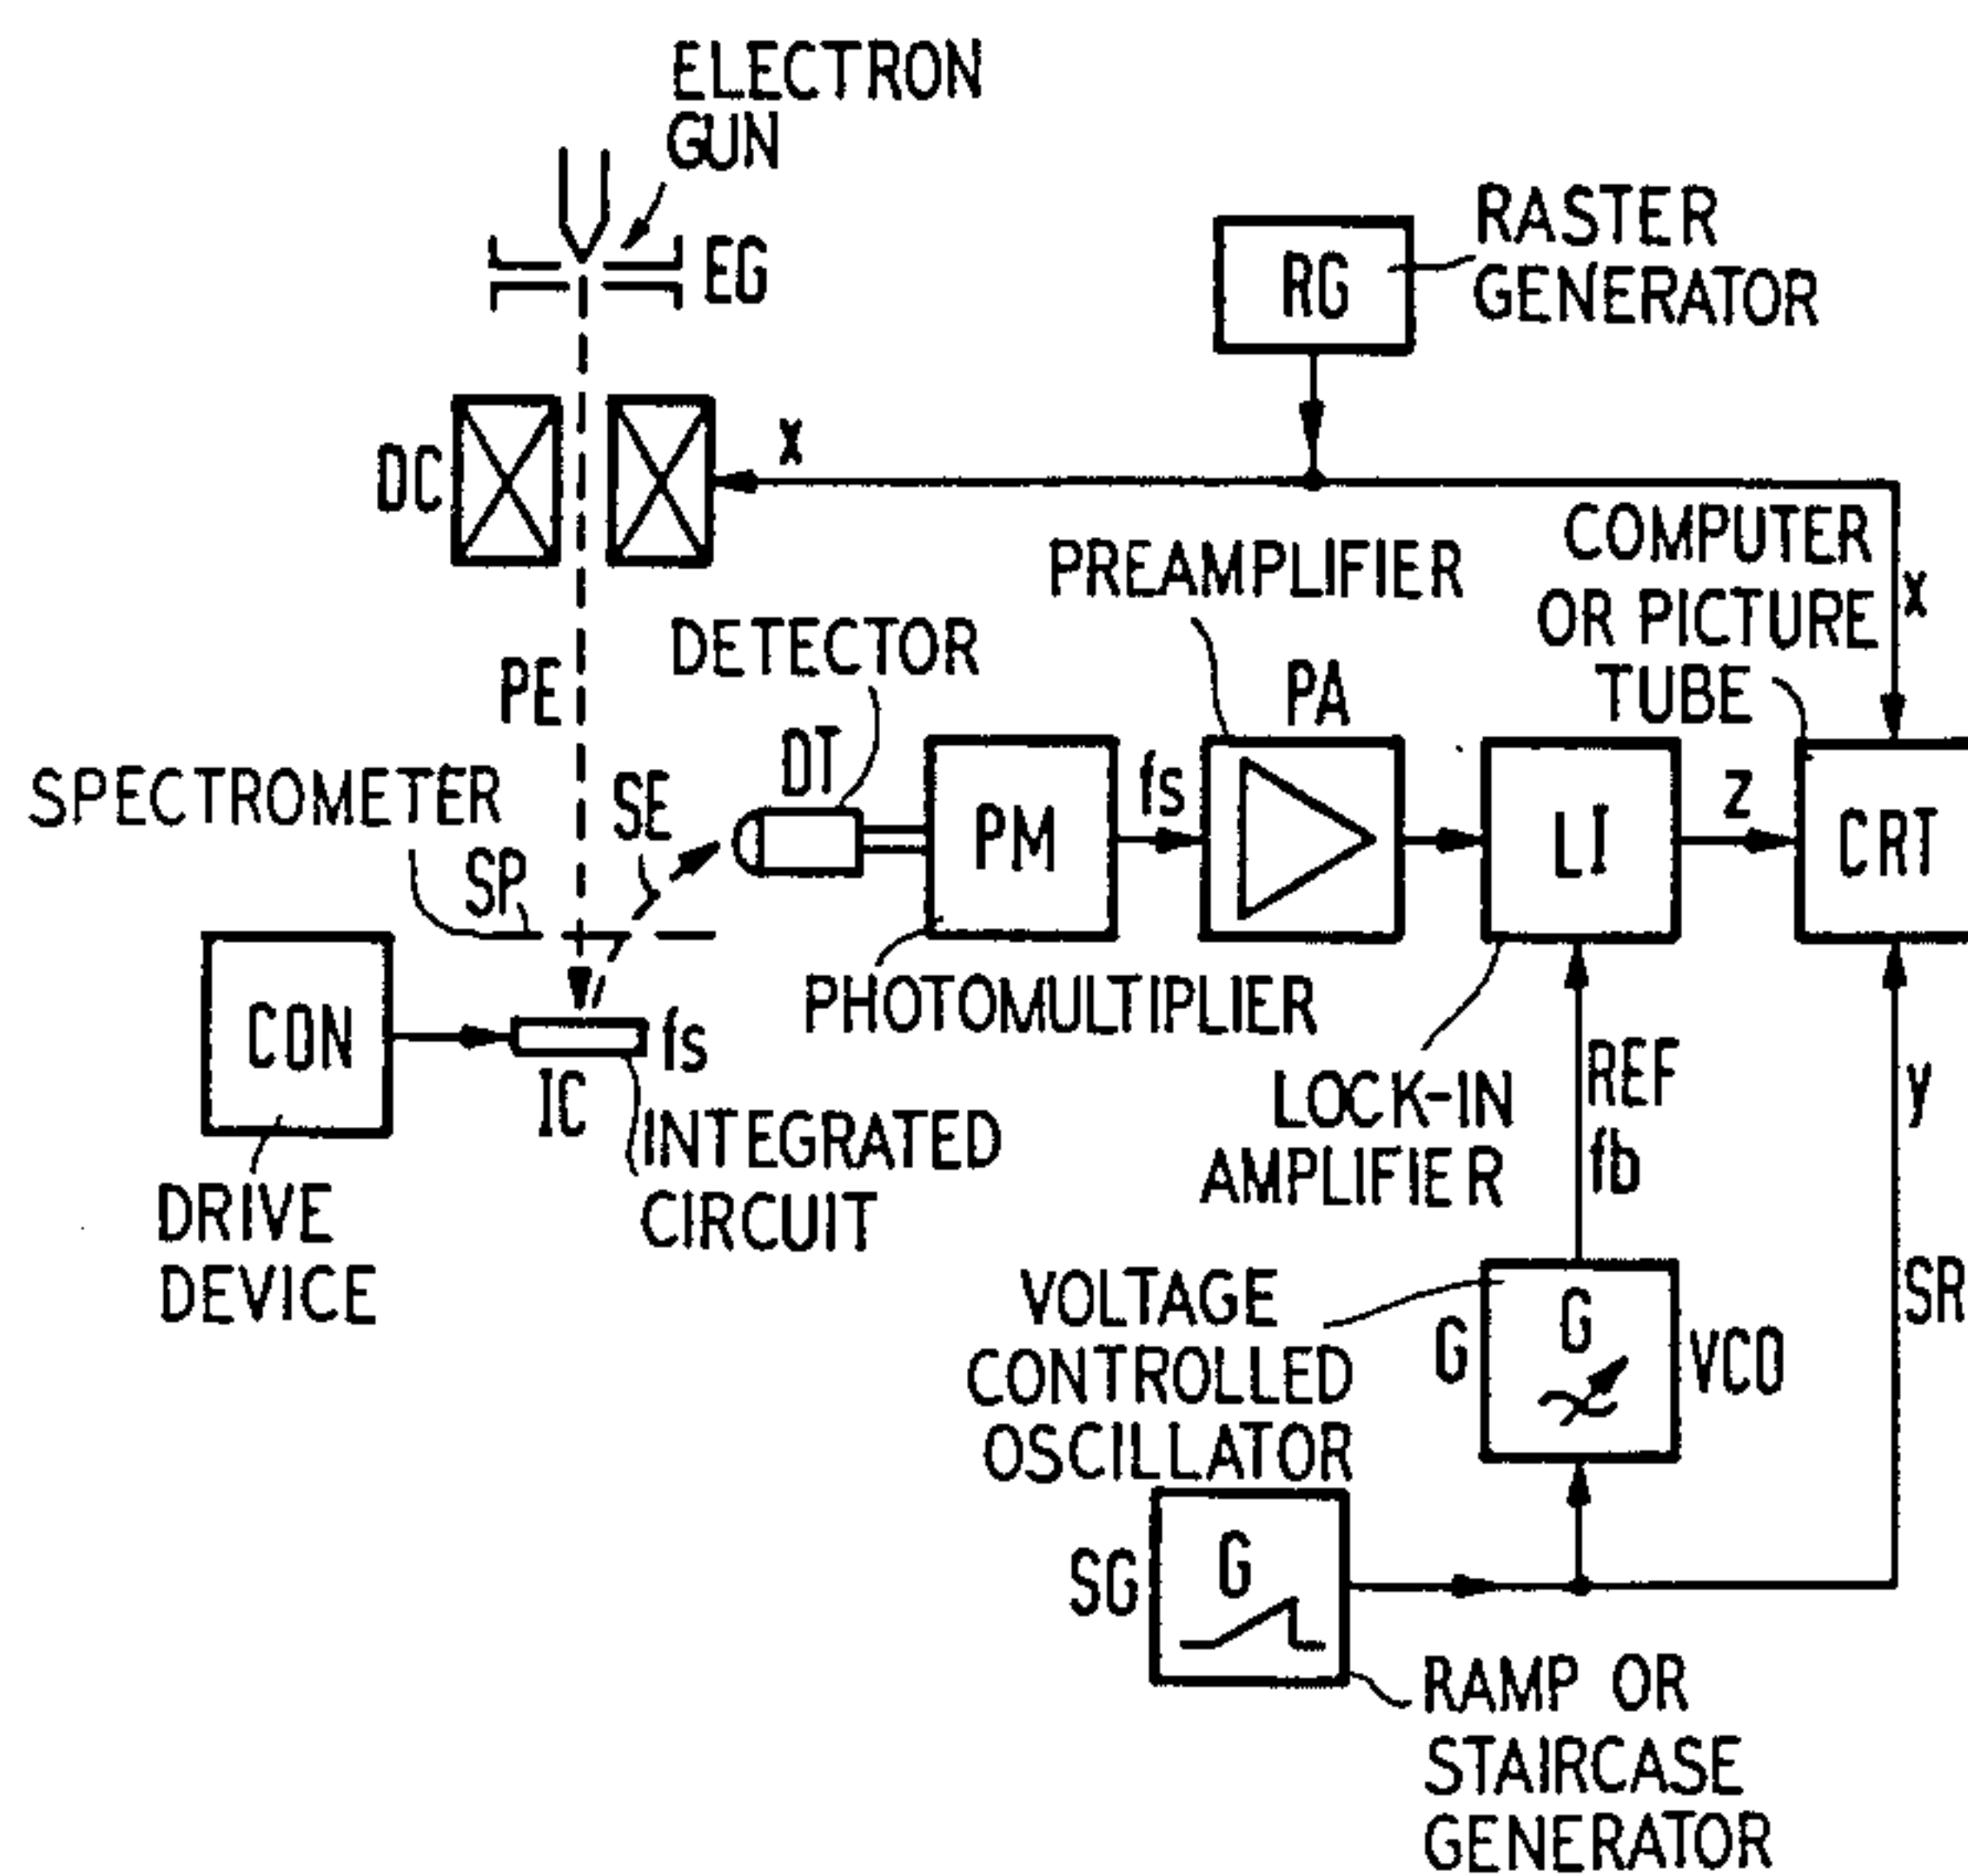 ELECTRON
GUN
EG
RASTER
GENERATOR
RG
DC
X
COMPUTER
OR PICTURE
TUBE
X
PREAMPLIFIER
PA
DETECTOR
DT
PE
SE
SPECTROMETER
SP
PM
fs
LI
Z
CRT
PHOTOMULTIPLIER
CON
IC
fs
INTEGRATED
CIRCUIT
DRIVE
DEVICE
LOCK-IN
AMPLIFIER
REF
fb
y
SR
VOLTAGE
CONTROLLED
OSCILLATOR
G
G
VCO
SG
G
RAMP OR
STAIRCASE
GENERATOR